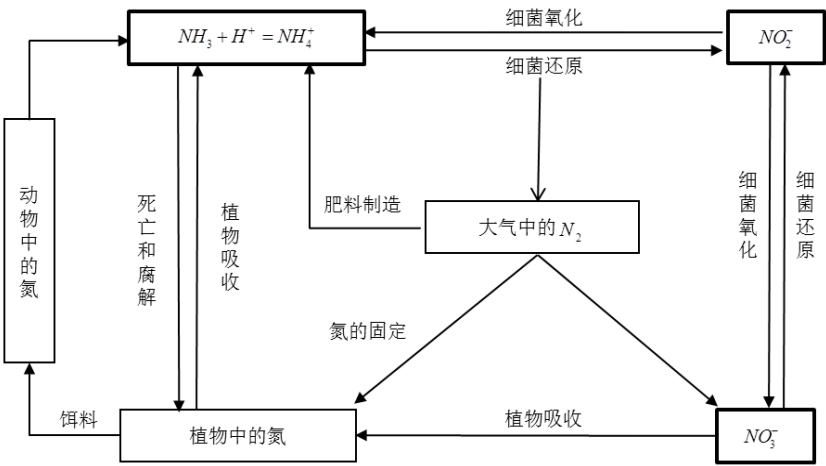 细菌氧化
NH₃ + H⁺ = NH₄⁺
NO₂⁻
细菌还原
动物中的氮
死亡和腐解
植物吸收
肥料制造
大气中的 N₂
细菌氧化
细菌还原
氮的固定
饵料
植物中的氮
植物吸收
NO₃⁻